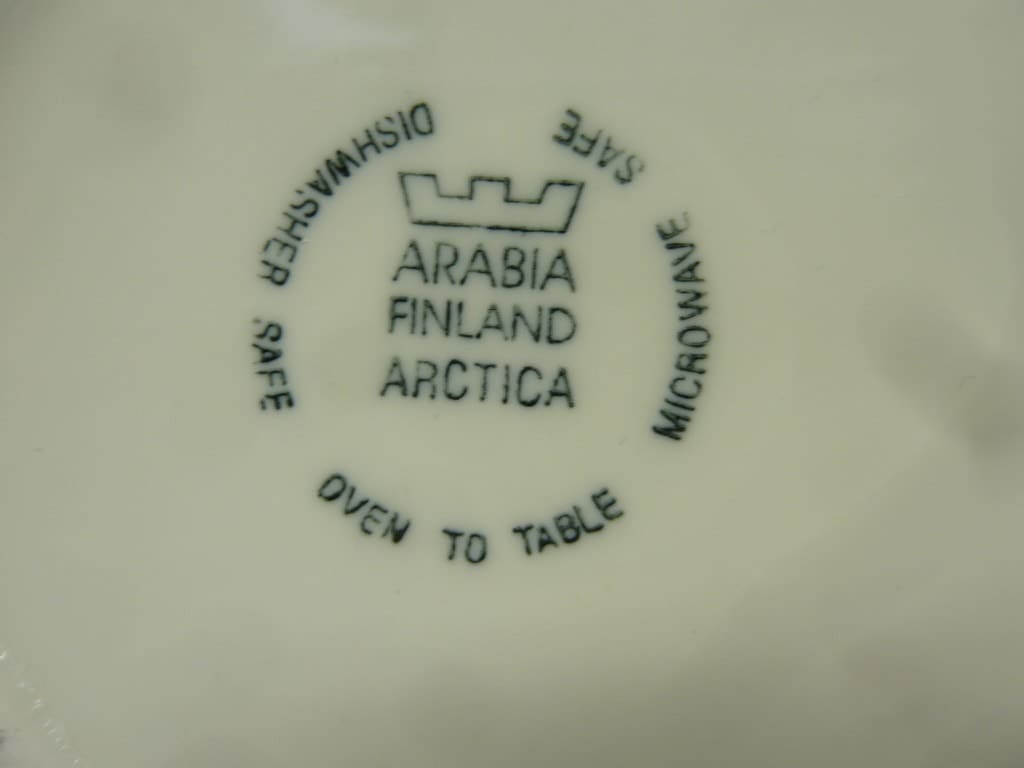 ARABIA
FINLAND
ARCTICA
DISHWASHER SAFE
OVEN TO TABLE
MICROWAVE SAFE